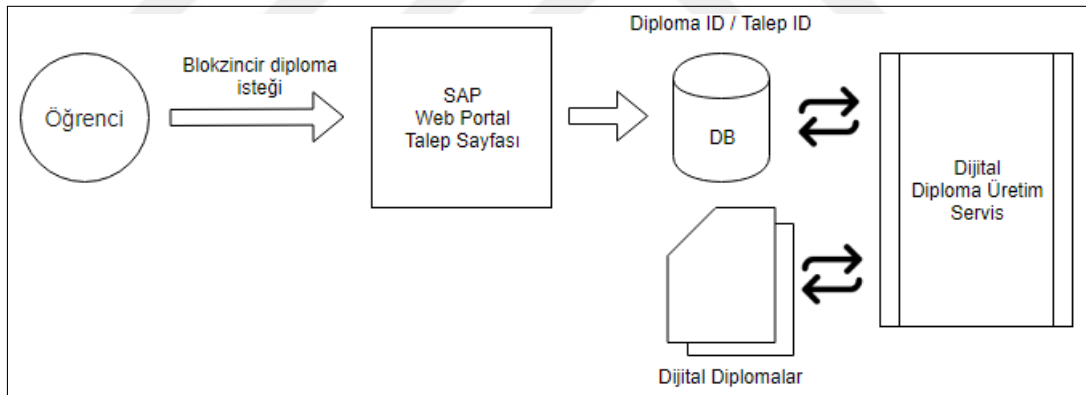 Öğrenci
Blokzincir diploma
isteği
SAP
Web Portal
Talep Sayfası
Diploma ID / Talep ID
DB
Dijital
Diploma Üretim
Servis
Dijital Diplomalar